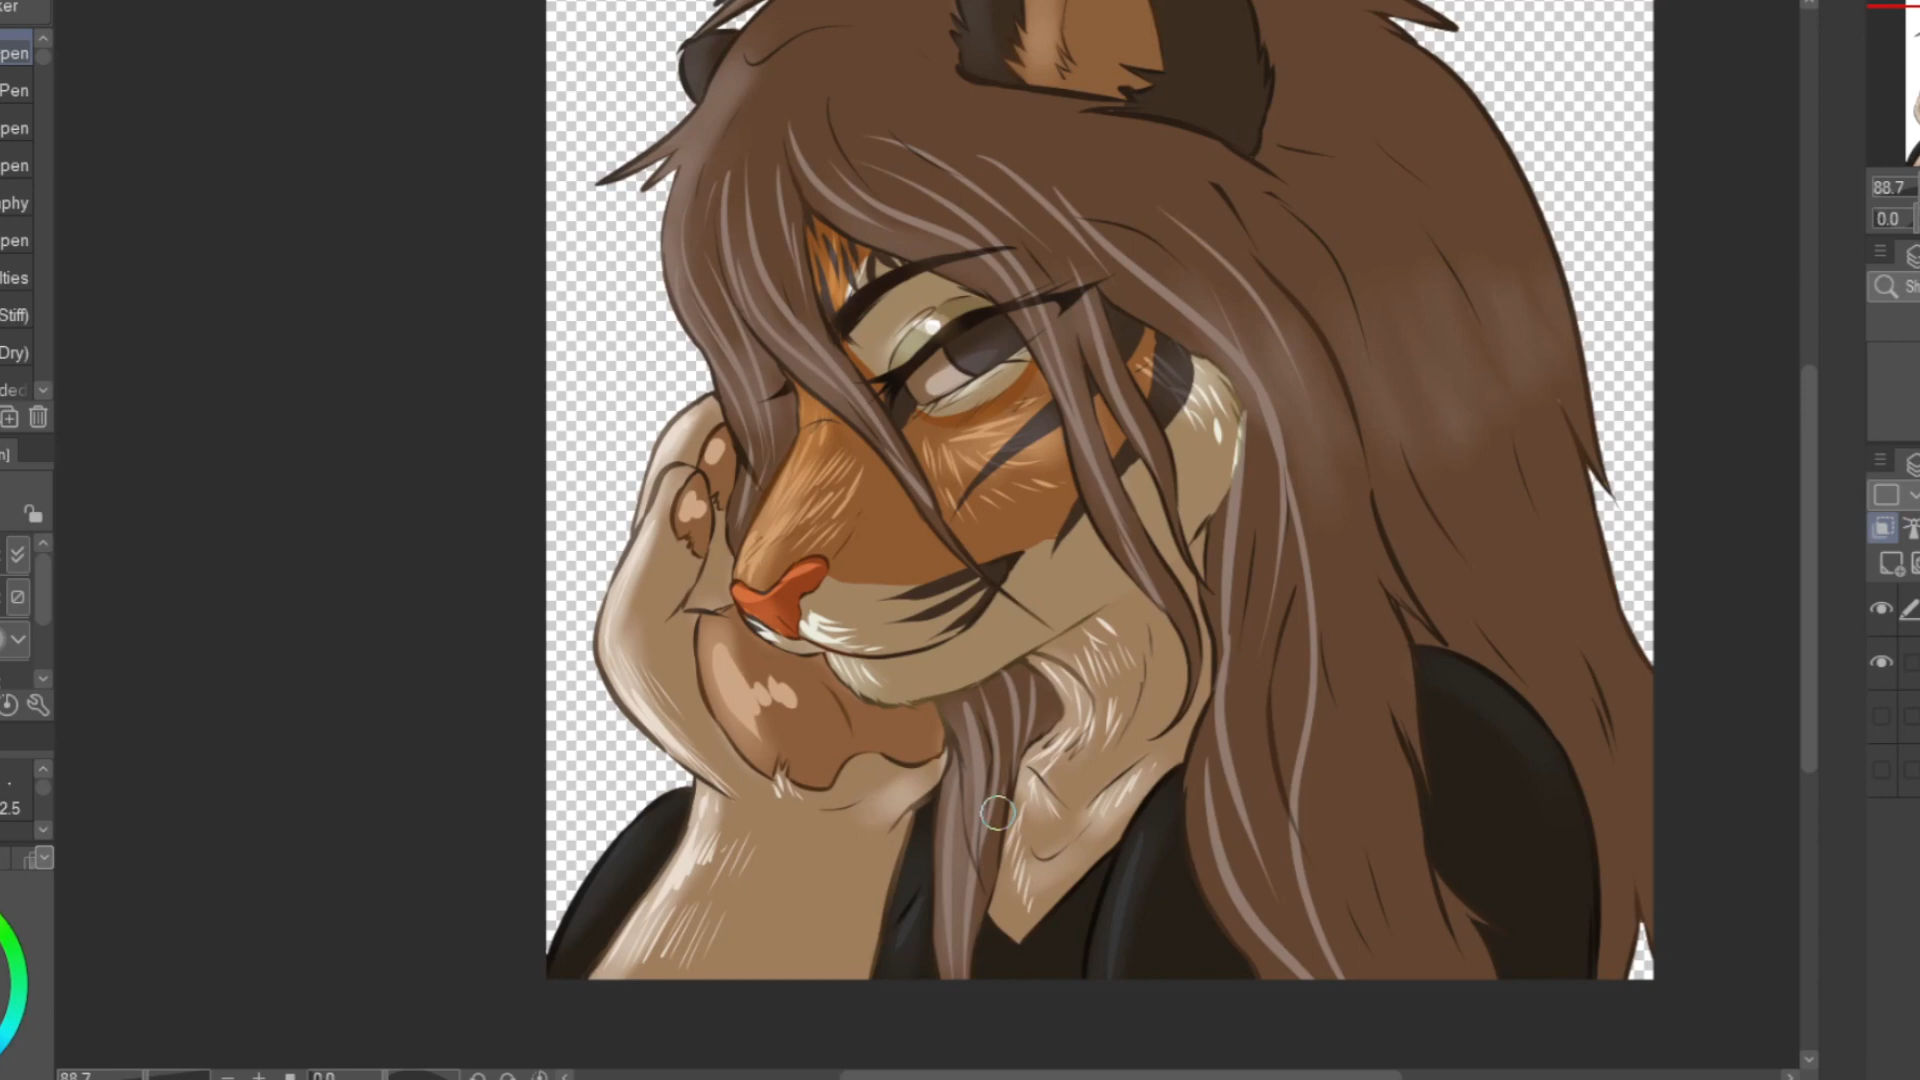 ker
pen
Pen
pen
pen
phy
pen
lties
Stiff)
Dry)
ded
n]
2.5
88.7
0.0
Sh
88.7
0.0